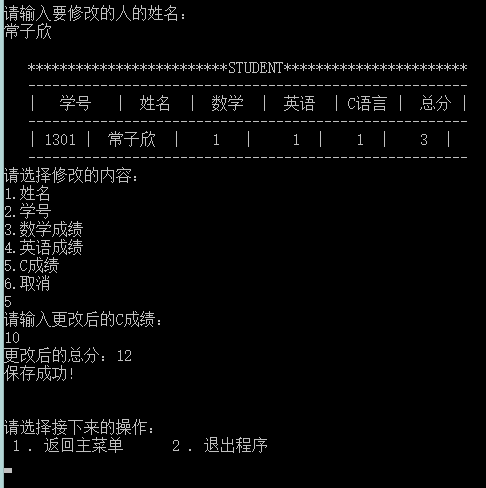 请输入要修改的人的姓名:
常子欣
*************************STUDENT***********************
-------------------------------------------------------
| 学号 | 姓名 | 数学 | 英语 | C语言 | 总分 |
-------------------------------------------------------
| 1301 | 常子欣 | 1 | 1 | 1 | 3 |
-------------------------------------------------------
请选择修改的内容:
1.姓名
2.学号
3.数学成绩
4.英语成绩
5.C成绩
6.取消
5
请输入更改后的C成绩:
10
更改后的总分: 12
保存成功!
请选择接下来的操作:
1 . 返回主菜单 2 . 退出程序